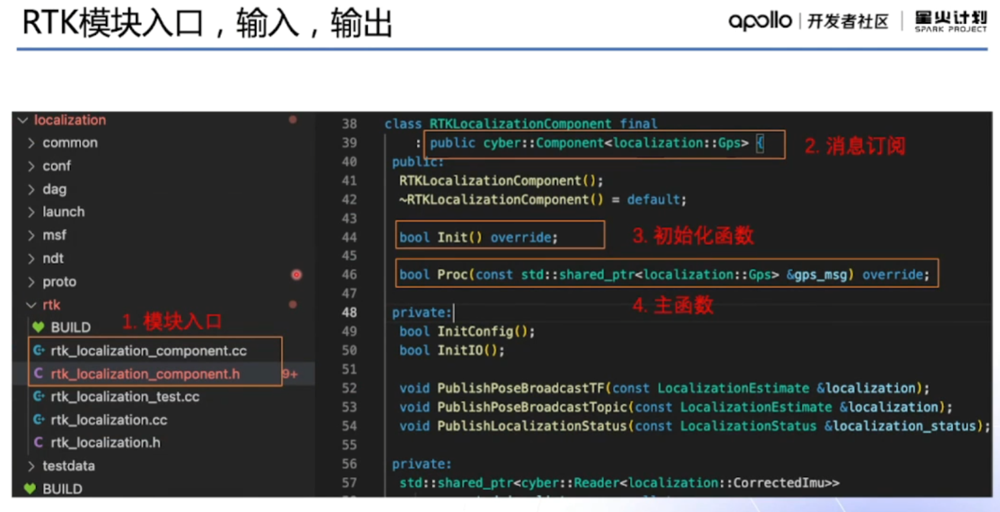 RTK模块入口，输入，输出
apollo 开发者社区 星火计划
SPARK PROJECT
localization
common
conf
dag
launch
msf
ndt
proto
rtk
1. 模块入口
BUILD
rtk_localization_component.cc
rtk_localization_component.h 9+
rtk_localization_test.cc
rtk_localization.cc
rtk_localization.h
testdata
BUILD
38 class RTKLocalizationComponent final
39 : public cyber::Component<localization::Gps> {
2. 消息订阅
40 public:
41 RTKLocalizationComponent();
42 ~RTKLocalizationComponent() = default;
43
44 bool Init() override;
3. 初始化函数
45
46 bool Proc(const std::shared_ptr<localization::Gps> &gps_msg) override;
47
4. 主函数
48 private:
49 bool InitConfig();
50 bool InitIO();
51
52 void PublishPoseBroadcastTF(const LocalizationEstimate &localization);
53 void PublishPoseBroadcastTopic(const LocalizationEstimate &localization);
54 void PublishLocalizationStatus(const LocalizationStatus &localization_status);
55
56 private:
57 std::shared_ptr<cyber::Reader<localization::CorrectedImu>>